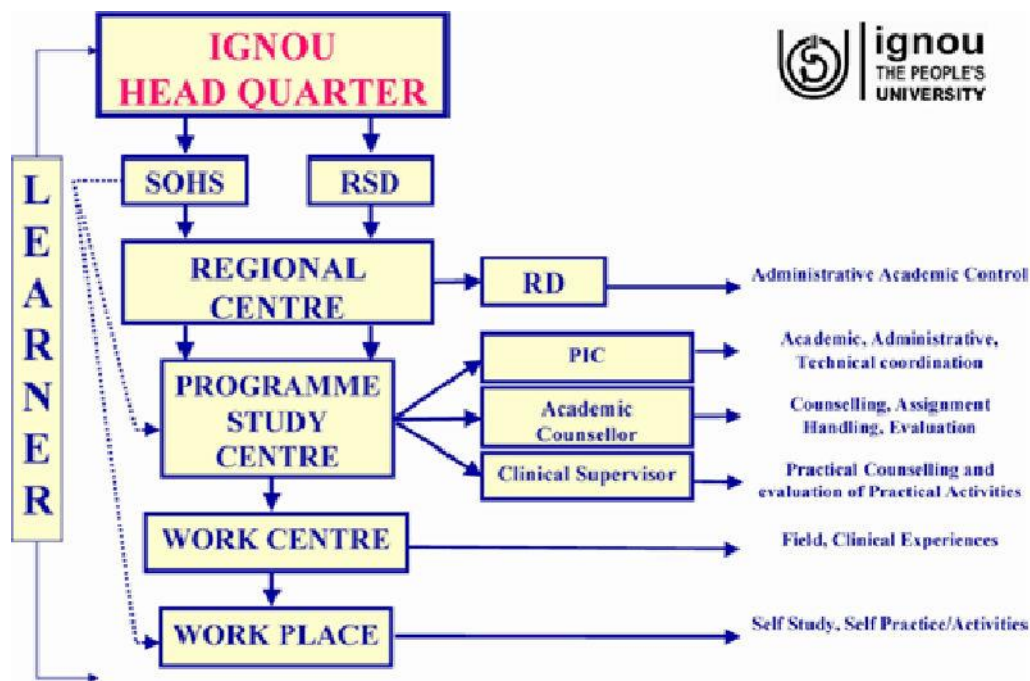 IGNOU
HEAD QUARTER
ignou
THE PEOPLE'S
UNIVERSITY
LEARNER
SOHS
RSD
REGIONAL
CENTRE
RD
Administrative Academic Control
PROGRAMME
STUDY
CENTRE
PIC
Academic, Administrative,
Technical coordination
Academic
Counsellor
Counselling, Assignment
Handling, Evaluation
Clinical Supervisor
Practical Counselling and
evaluation of Practical Activities
WORK CENTRE
Field, Clinical Experiences
WORK PLACE
Self Study, Self Practice/Activities